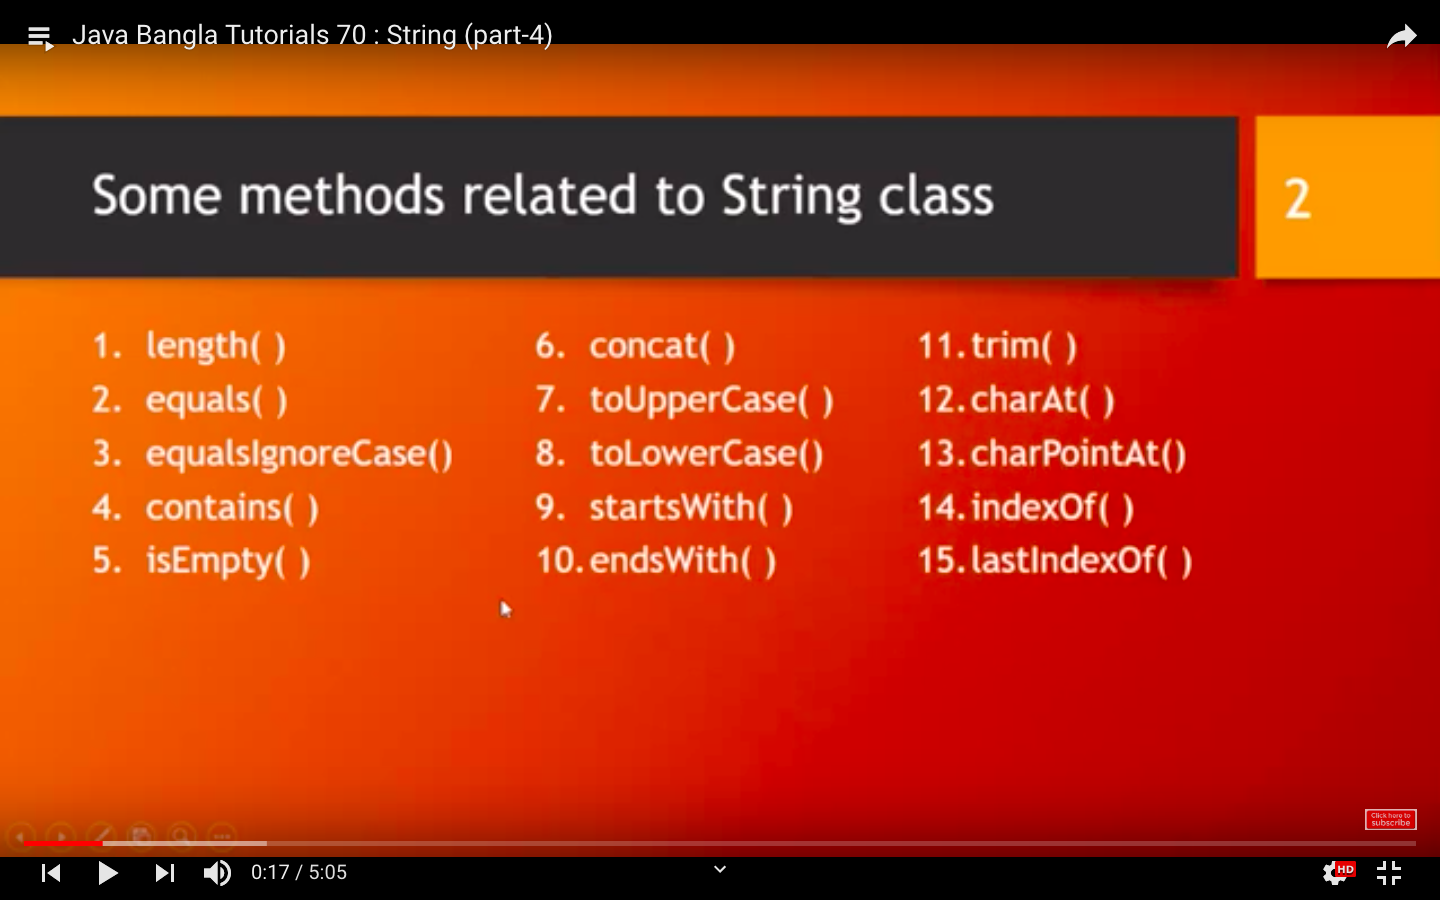 Java Bangla Tutorials 70 : String (part-4)
Some methods related to String class
2
1. length( )
2. equals( )
3. equalsIgnoreCase()
4. contains( )
5. isEmpty( )
6. concat( )
7. toUpperCase( )
8. toLowerCase()
9. startsWith( )
10. endsWith( )
11. trim( )
12. charAt( )
13. charPointAt()
14. indexOf( )
15. lastIndexOf( )
Click here to
subscribe
0:17 / 5:05
HD